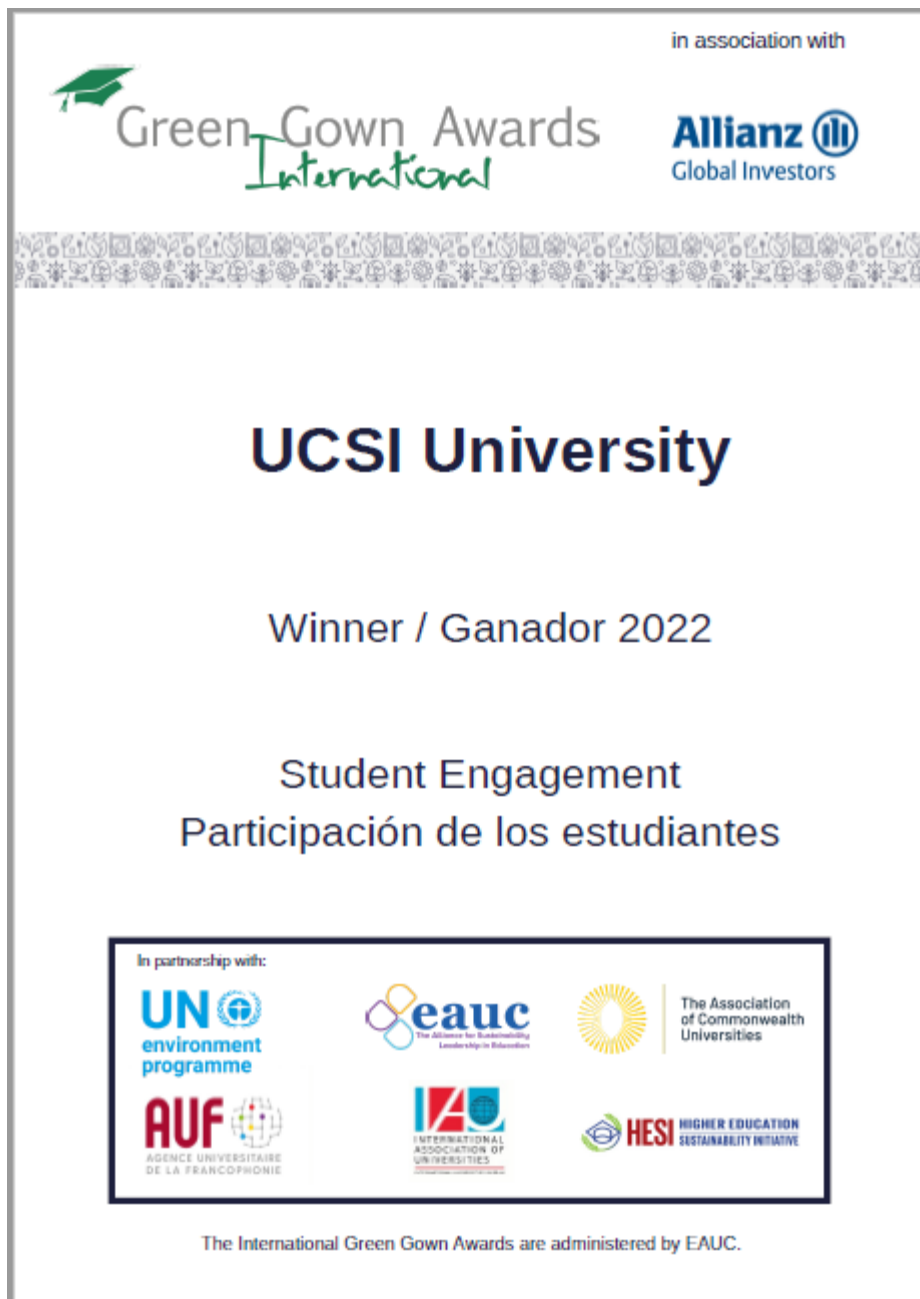 in association with
Green Gown Awards
International
Allianz
Global Investors
UCSI University
Winner / Ganador 2022
Student Engagement
Participación de los estudiantes
In partnership with:
UN
environment
programme
eauc
The Alliance for Sustainability
Leadership in Education
The Association
of Commonwealth
Universities
AUF
AGENCE UNIVERSITAIRE
DE LA FRANCOPHONIE
IAU
INTERNATIONAL
ASSOCIATION OF
UNIVERSITIES
HESI HIGHER EDUCATION
SUSTAINABILITY INITIATIVE
The International Green Gown Awards are administered by EAUC.